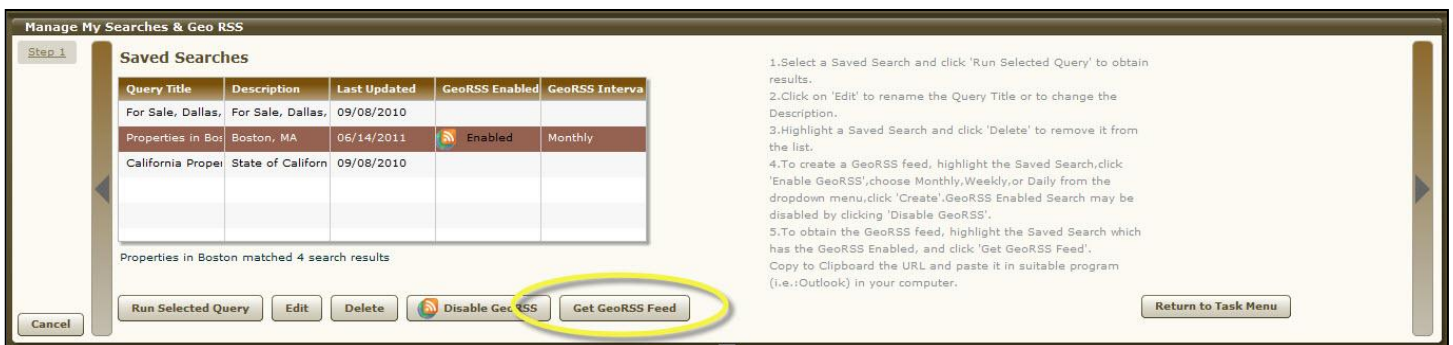 Manage My Searches & Geo RSS
Step 1
Saved Searches
Query Title Description Last Updated GeoRSS Enabled GeoRSS Interva
For Sale, Dallas, For Sale, Dallas, 09/08/2010
Properties in Bos Boston, MA 06/14/2011 Enabled Monthly
California Proper State of Californ 09/08/2010
Properties in Boston matched 4 search results
Run Selected Query Edit Delete Disable GeoRSS Get GeoRSS Feed
Cancel
1.Select a Saved Search and click 'Run Selected Query' to obtain
results.
2.Click on 'Edit' to rename the Query Title or to change the
Description.
3.Highlight a Saved Search and click 'Delete' to remove it from
the list.
4.To create a GeoRSS feed, highlight the Saved Search,click
'Enable GeoRSS',choose Monthly,Weekly,or Daily from the
dropdown menu,click 'Create'.GeoRSS Enabled Search may be
disabled by clicking 'Disable GeoRSS'.
5.To obtain the GeoRSS feed, highlight the Saved Search which
has the GeoRSS Enabled, and click 'Get GeoRSS Feed'.
Copy to Clipboard the URL and paste it in suitable program
(i.e.:Outlook) in your computer.
Return to Task Menu